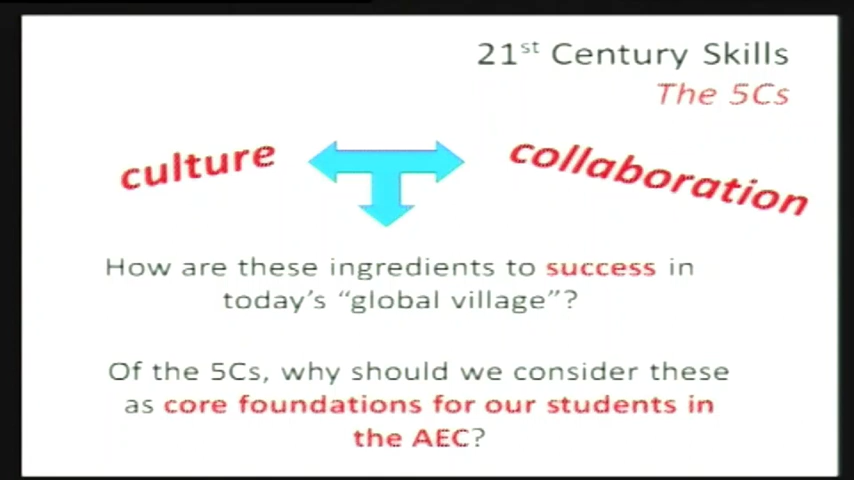 21st Century Skills
The 5Cs
culture
collaboration
How are these ingredients to success in
today's “global village”?
Of the 5Cs, why should we consider these
as core foundations for our students in
the AEC?